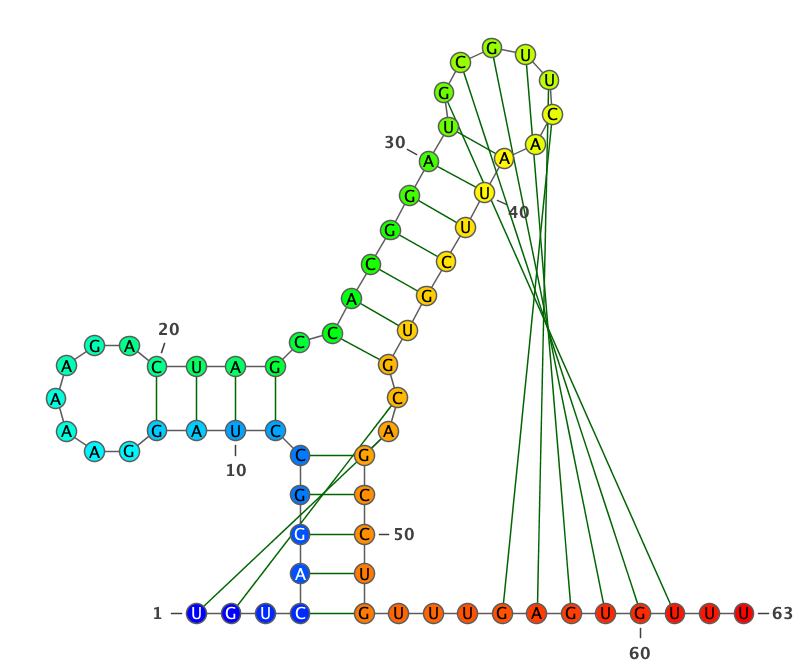 1
U G U C A G G C C U
10
A G G A A A A G A C
20
U A G C C A C G G A
30
U G C G U U C A A U
40
U C G U G C A G C C
50
U G U U U G A G U G
60
U U U
63